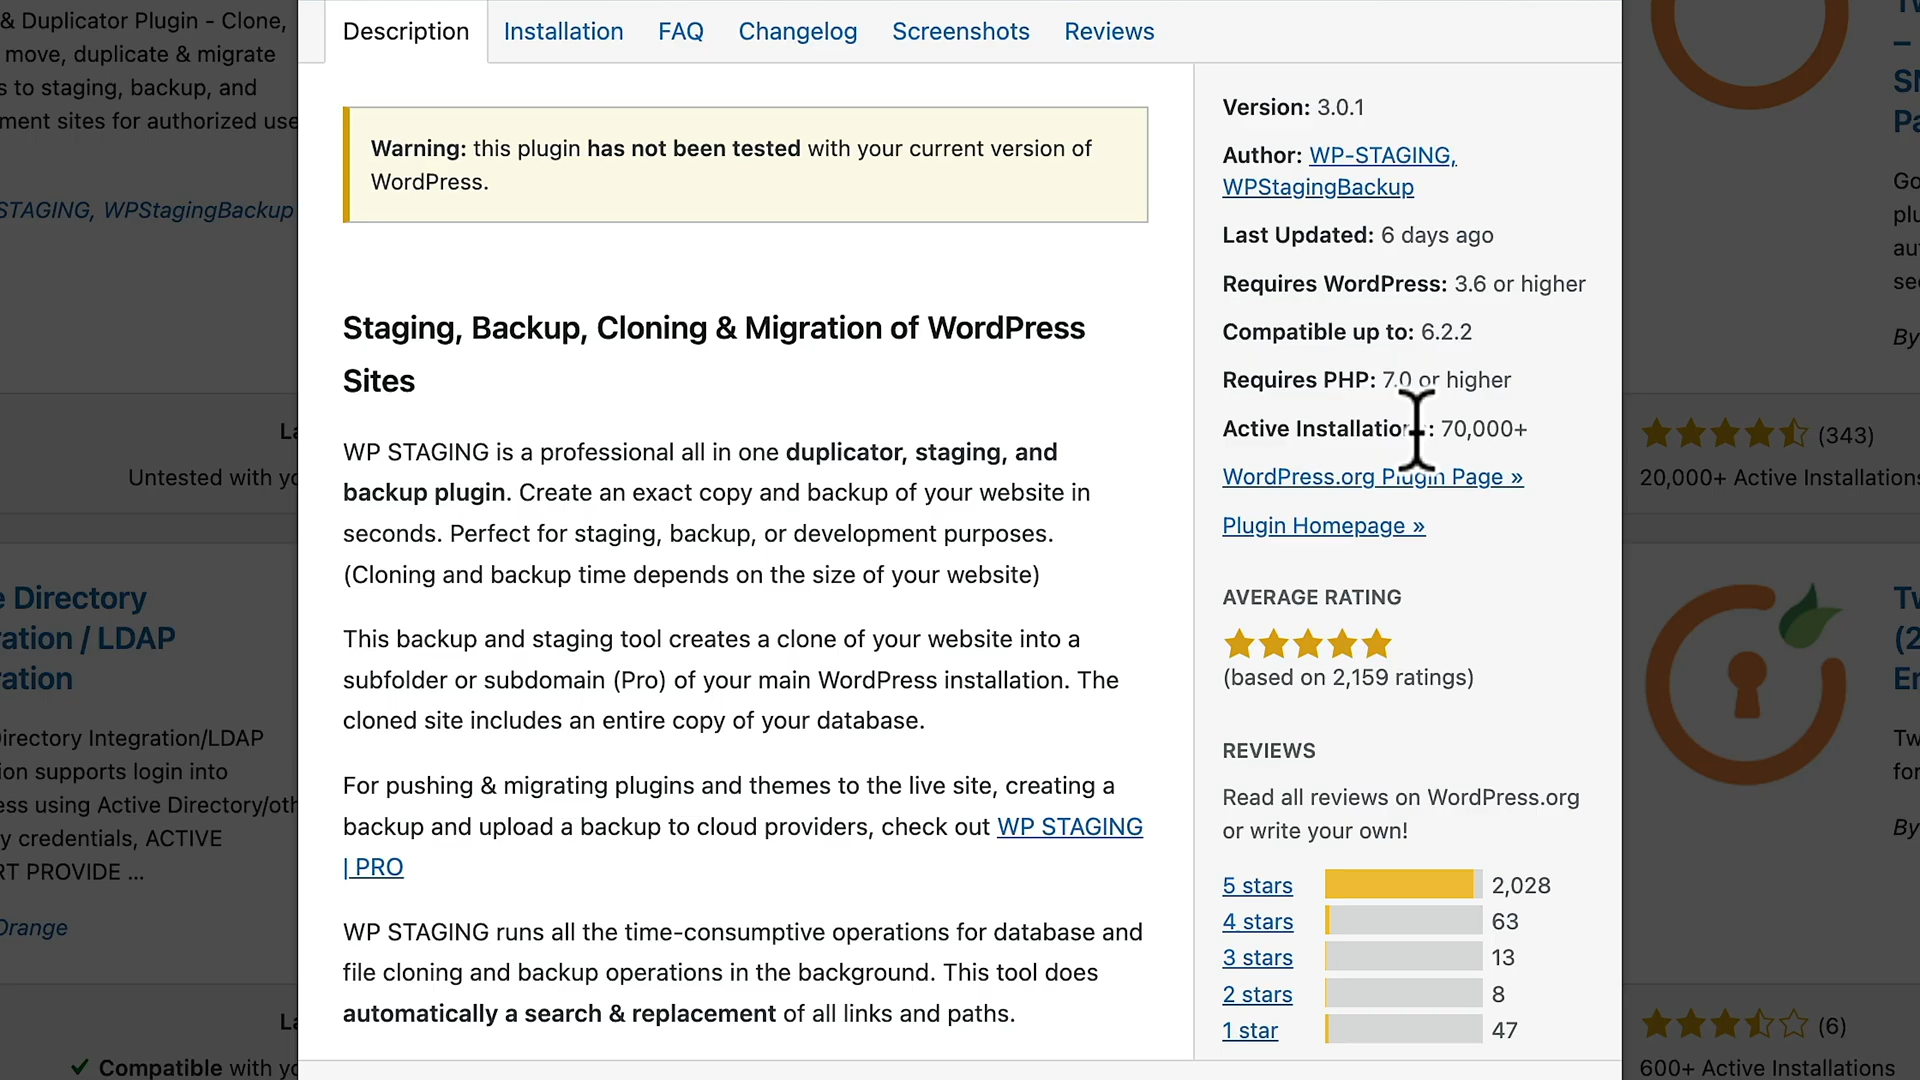 & Duplicator Plugin - Clone,
move, duplicate & migrate
s to staging, backup, and
ment sites for authorized use
STAGING, WPStagingBackup
Untested with yo
e Directory
ration / LDAP
ration
irectory Integration/LDAP
ion supports login into
ess using Active Directory/oth
y credentials, ACTIVE
RT PROVIDE ...
Orange
Compatible with yo
Description
Installation
FAQ
Changelog
Screenshots
Reviews
Warning: this plugin has not been tested with your current version of
WordPress.
Staging, Backup, Cloning & Migration of WordPress
Sites
WP STAGING is a professional all in one duplicator, staging, and
backup plugin. Create an exact copy and backup of your website in
seconds. Perfect for staging, backup, or development purposes.
(Cloning and backup time depends on the size of your website)
This backup and staging tool creates a clone of your website into a
subfolder or subdomain (Pro) of your main WordPress installation. The
cloned site includes an entire copy of your database.
For pushing & migrating plugins and themes to the live site, creating a
backup and upload a backup to cloud providers, check out WP STAGING
| PRO
WP STAGING runs all the time-consumptive operations for database and
file cloning and backup operations in the background. This tool does
automatically a search & replacement of all links and paths.
Version: 3.0.1
Author: WP-STAGING,
WPStagingBackup
Last Updated: 6 days ago
Requires WordPress: 3.6 or higher
Compatible up to: 6.2.2
Requires PHP: 7.0 or higher
Active Installations: 70,000+
WordPress.org Plugin Page »
Plugin Homepage »
AVERAGE RATING
(based on 2,159 ratings)
REVIEWS
Read all reviews on WordPress.org
or write your own!
5 stars 2,028
4 stars 63
3 stars 13
2 stars 8
1 star 47
(343)
20,000+ Active Installations
By
(6)
600+ Active Installations
By